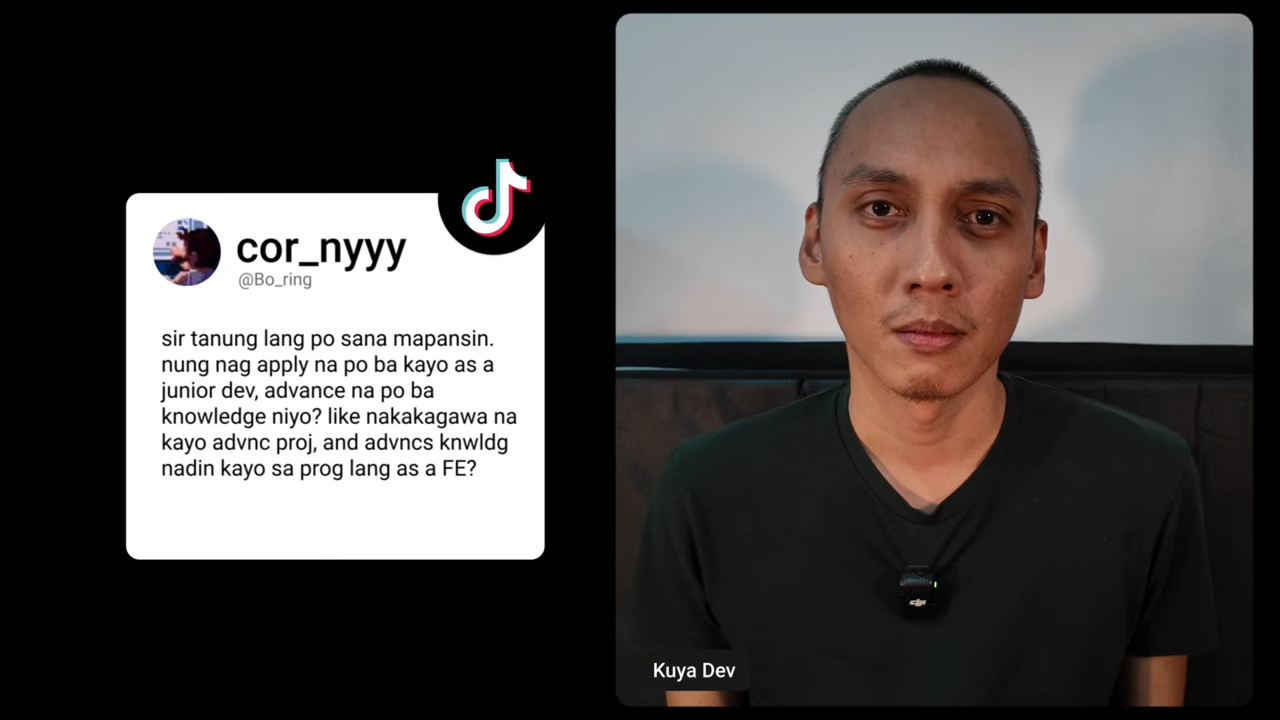 cor_nyyy
@Bo_ring
sir tanung lang po sana mapansin.
nung nag apply na po ba kayo as a
junior dev, advance na po ba
knowledge niyo? like nakakagawa na
kayo advnc proj, and advncs knwldg
nadin kayo sa prog lang as a FE?
dji
Kuya Dev